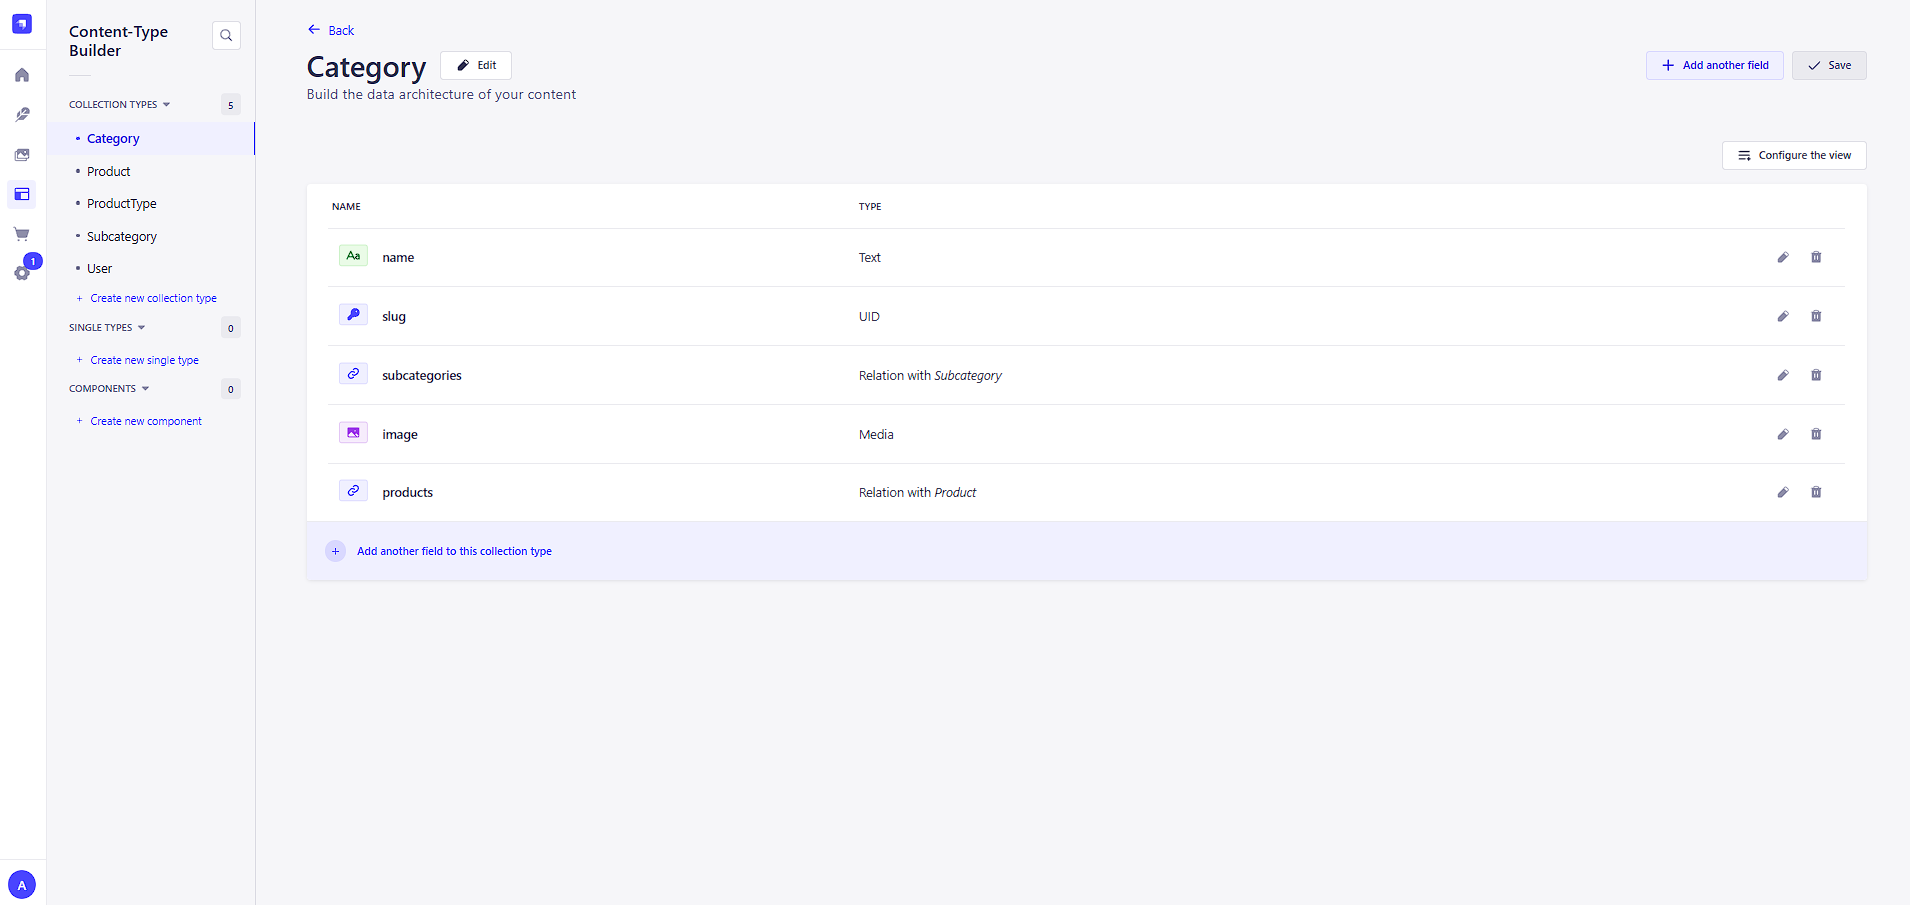 Content-Type
Builder
COLLECTION TYPES
5
Category
Product
ProductType
Subcategory
User
+ Create new collection type
SINGLE TYPES
0
+ Create new single type
COMPONENTS
0
+ Create new component
1
A
Back
Category
Edit
Build the data architecture of your content
Add another field
Save
Configure the view
NAME TYPE
Aa name Text
slug UID
subcategories Relation with Subcategory
image Media
products Relation with Product
+ Add another field to this collection type